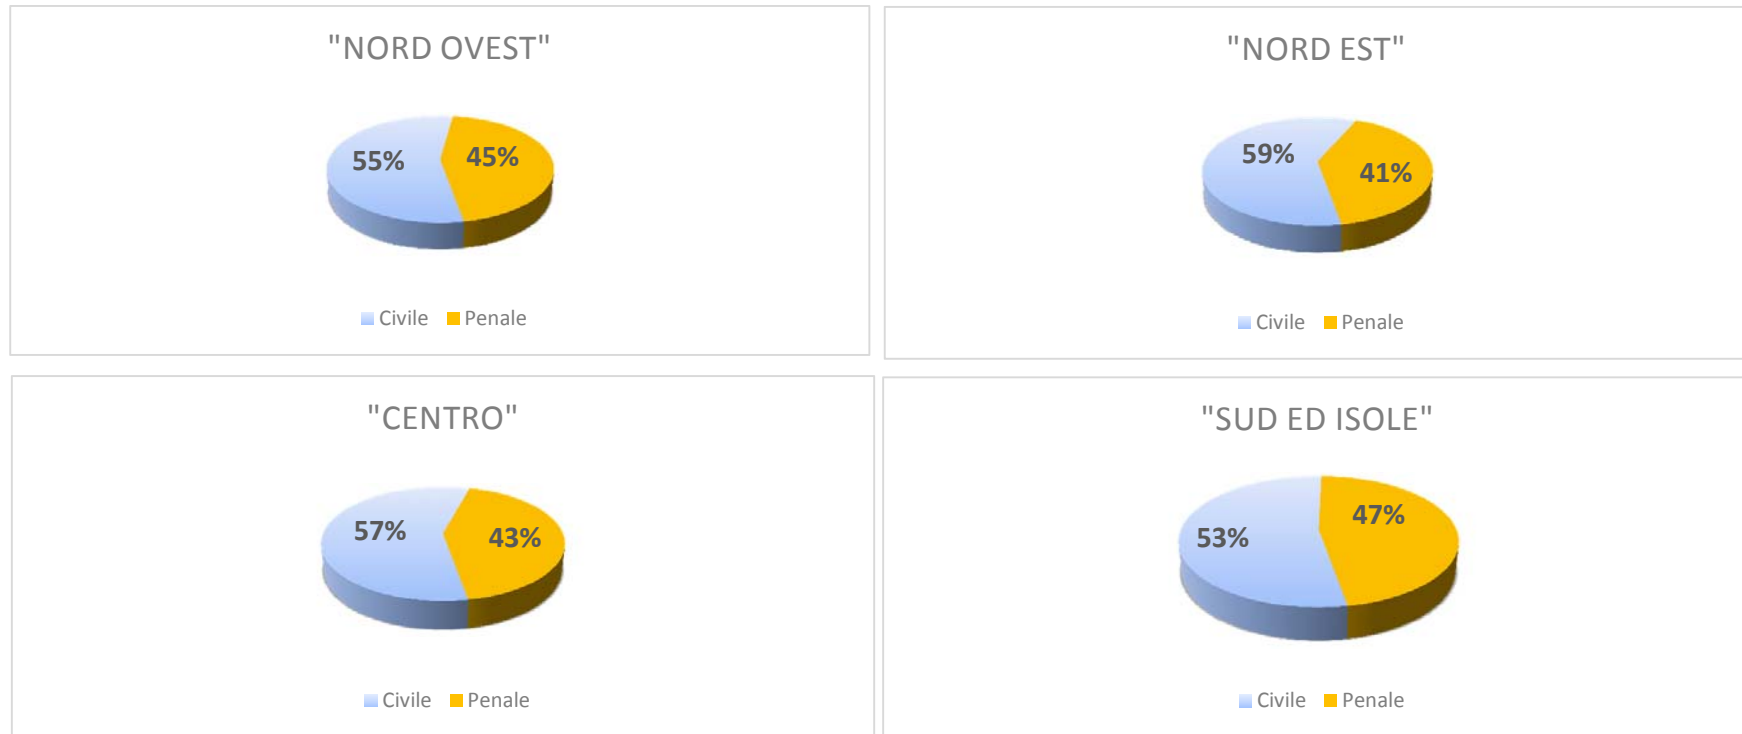 "NORD OVEST"
55%
45%
Civile
Penale
"NORD EST"
59%
41%
Civile
Penale
"CENTRO"
57%
43%
Civile
Penale
"SUD ED ISOLE"
53%
47%
Civile
Penale